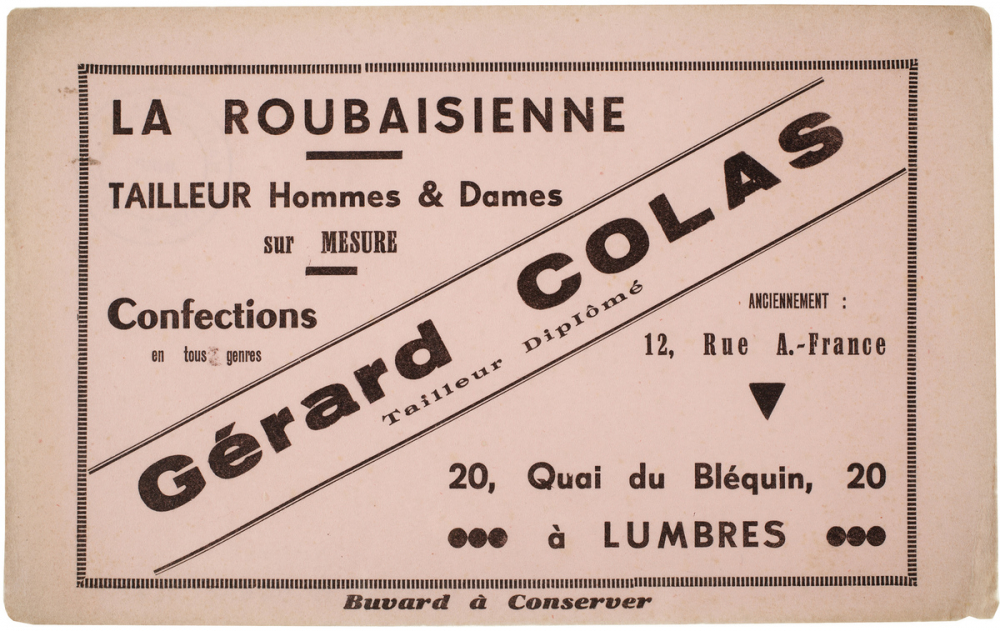 LA ROUBAISIENNE
TAILLEUR Hommes & Dames
sur MESURE
Confections
en tous genres
Gérard COLAS
Tailleur Diplômé
ANCIENNEMENT :
12, Rue A.-France
20, Quai du Bléquin, 20
à LUMBRES
Buvard à Conserver